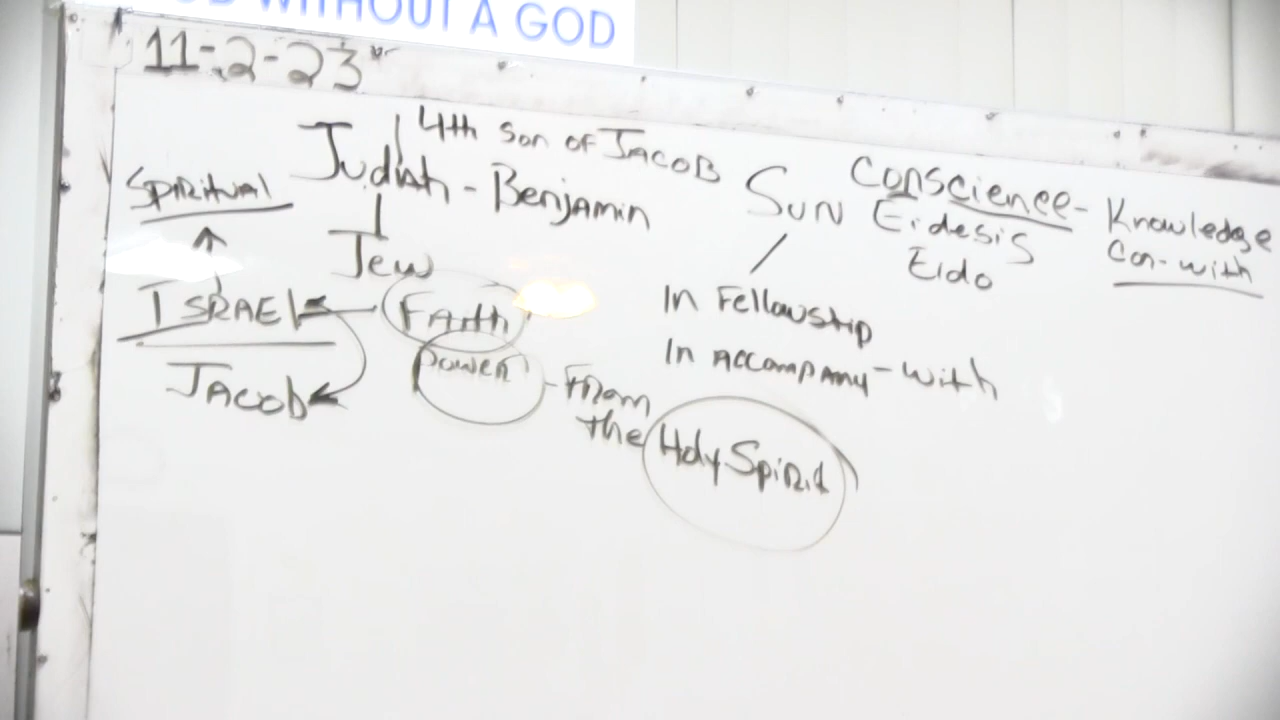 WITHOUT A GOD
11-2-23
4th Son of JACOB
Judah - Benjamin
Jew
SPIRITUAL
ISRAEL
JACOB
FAith
Power
From
the Holy Spirit
SUN
In Fellowship
In Accompany - with
Conscience - Knowledge
Eidesis
Eido
Con - with